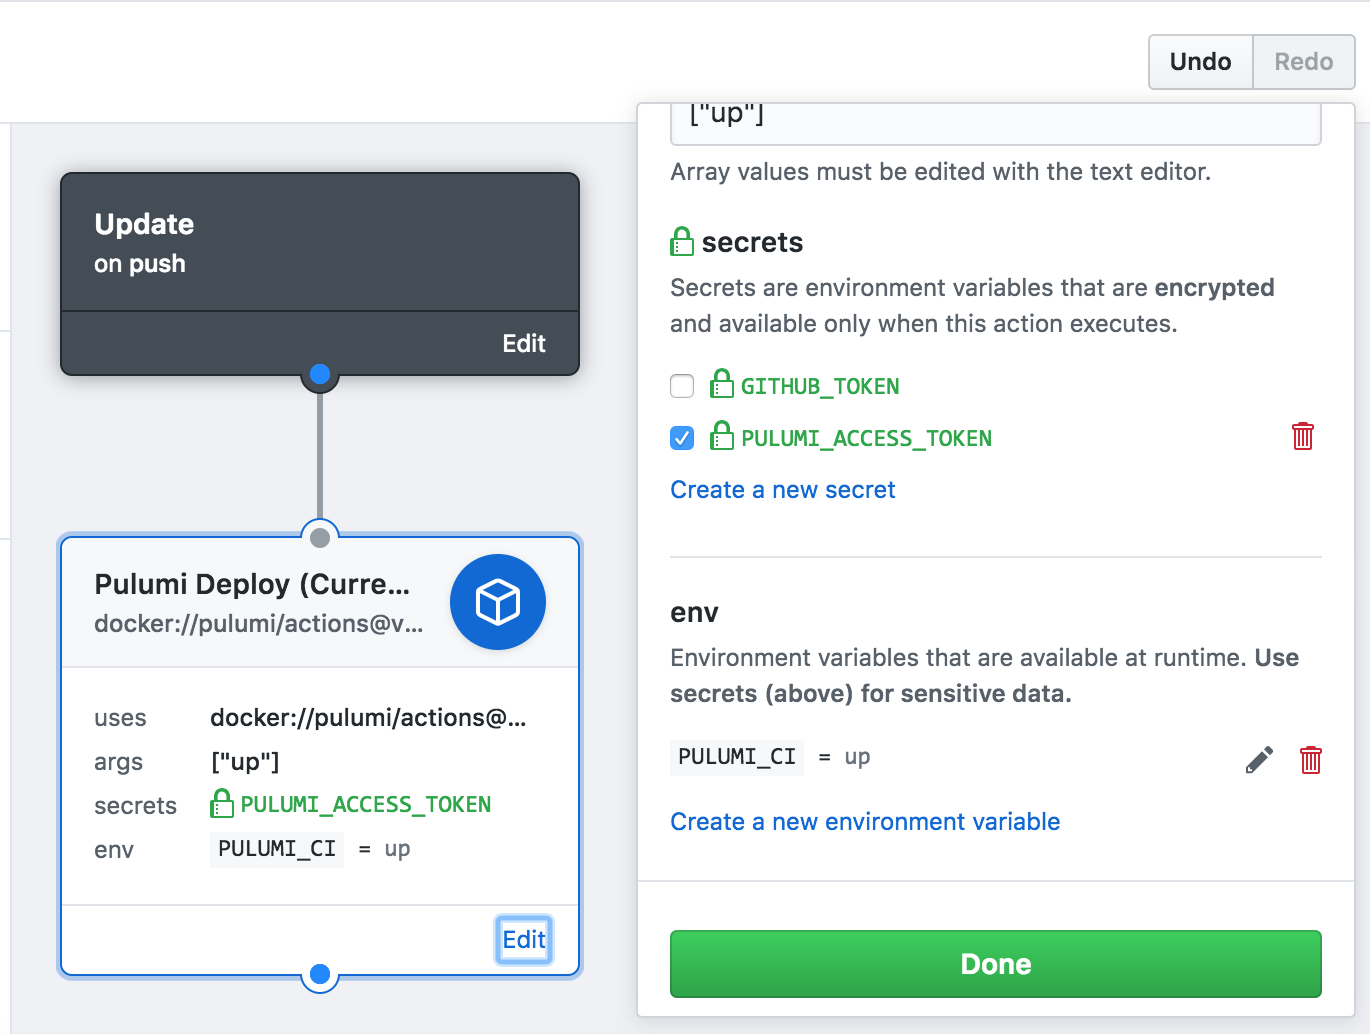 Undo
Redo
["up"]
Array values must be edited with the text editor.
secrets
Secrets are environment variables that are encrypted
and available only when this action executes.
GITHUB_TOKEN
PULUMI_ACCESS_TOKEN
Create a new secret
env
Environment variables that are available at runtime. Use
secrets (above) for sensitive data.
PULUMI_CI = up
Create a new environment variable
Done
Update
on push
Edit
Pulumi Deploy (Curre...
docker://pulumi/actions@v...
uses docker://pulumi/actions@...
args ["up"]
secrets PULUMI_ACCESS_TOKEN
env PULUMI_CI = up
Edit